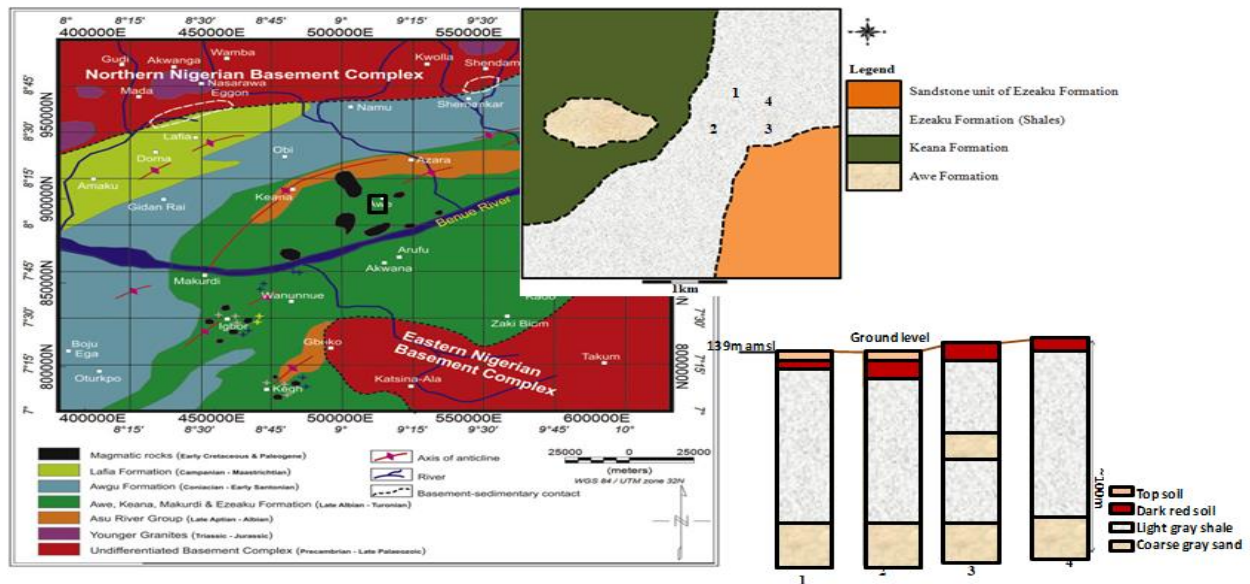 8° 8°15' 8°30' 9° 9°15'
400000E 450000E 500000E 550000E
Gudi Akwanga Wamba Kwolla Shendam
Northern Nigerian Basement Complex
Mada Nasarawa
Eggon
8°45'
950000N
Namu Shemankar
8°30'
Lafia
Doma Obi
Azara
8°15'
Amaku Keana
900000N
Gidan Rai Awe
8°
Benue River
Arufu
Akwana
7°45'
Makurdi
850000N
Wanunnue
7°30' 7°30'
Igbor Zaki Biom
Gboko
Boju
Ega
7°15' 7°15'
800000N 800000N
Eastern Nigerian
Basement Complex
Takum
Oturkpo Katsina-Ala
7° 7°
400000E 450000E 500000E 550000E 600000E
8°15' 8°30' 9° 9°15' 9°30' 9°45' 10°
Magmatic rocks (Early Cretaceous & Paleogene)
Lafia Formation (Campanian - Maastrichtian)
Awgu Formation (Coniacian - Early Santonian)
Awe, Keana, Makurdi & Ezeaku Formation (Late Albian - Turonian)
Asu River Group (Late Aptian - Albian)
Younger Granites (Triassic - Jurassic)
Undifferentiated Basement Complex (Precambrian - Late Palaeozoic)
Axis of anticline
River
Basement-sedimentary contact
25000 0 25000
(meters)
WGS 84 / UTM zone 32N
1 4
2 3
1km
Legend
Sandstone unit of Ezeaku Formation
Ezeaku Formation (Shales)
Keana Formation
Awe Formation
139m amsl Ground level
~100m
1 2 3 4
Top soil
Dark red soil
Light gray shale
Coarse gray sand